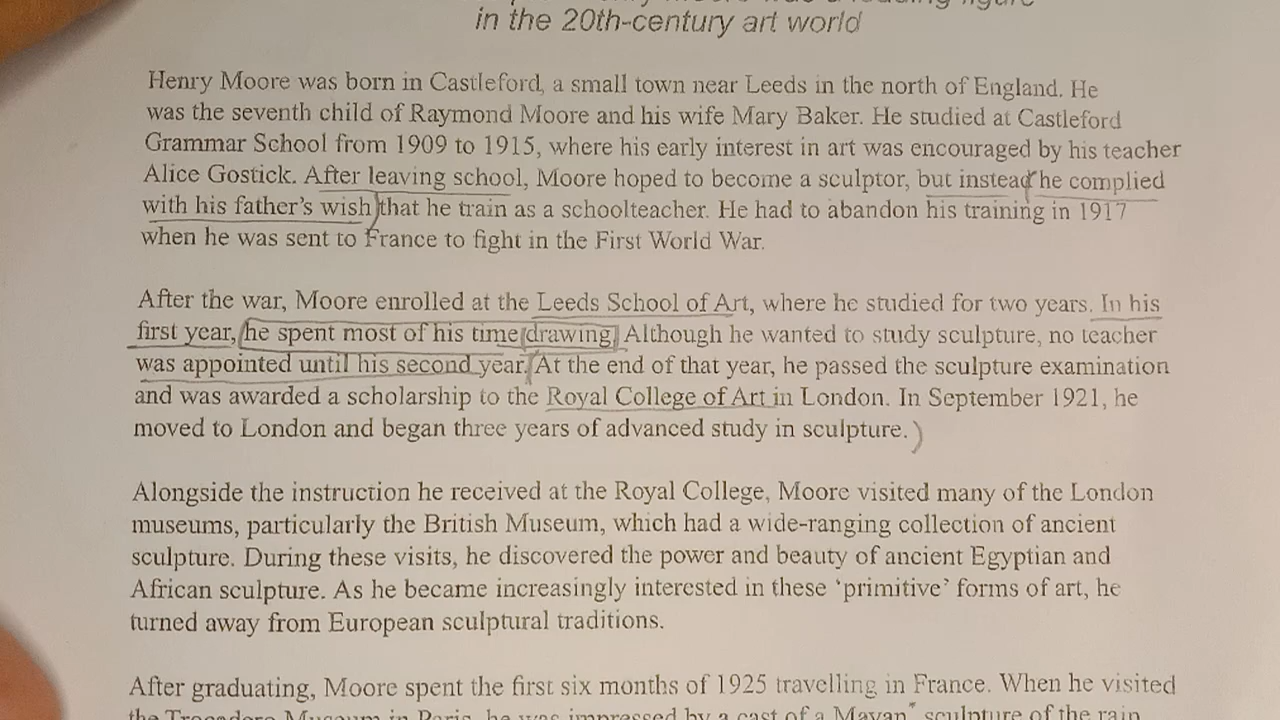 in the 20th-century art world
Henry Moore was born in Castleford, a small town near Leeds in the north of England. He
was the seventh child of Raymond Moore and his wife Mary Baker. He studied at Castleford
Grammar School from 1909 to 1915, where his early interest in art was encouraged by his teacher
Alice Gostick. After leaving school, Moore hoped to become a sculptor, but instead he complied
with his father's wish that he train as a schoolteacher. He had to abandon his training in 1917
when he was sent to France to fight in the First World War.
After the war, Moore enrolled at the Leeds School of Art, where he studied for two years. In his
first year, he spent most of his time drawing. Although he wanted to study sculpture, no teacher
was appointed until his second year. At the end of that year, he passed the sculpture examination
and was awarded a scholarship to the Royal College of Art in London. In September 1921, he
moved to London and began three years of advanced study in sculpture.
Alongside the instruction he received at the Royal College, Moore visited many of the London
museums, particularly the British Museum, which had a wide-ranging collection of ancient
sculpture. During these visits, he discovered the power and beauty of ancient Egyptian and
African sculpture. As he became increasingly interested in these 'primitive' forms of art, he
turned away from European sculptural traditions.
After graduating, Moore spent the first six months of 1925 travelling in France. When he visited
the Trocadero Museum in Paris, he was impressed by a cast of a Mayan* sculpture of the rain